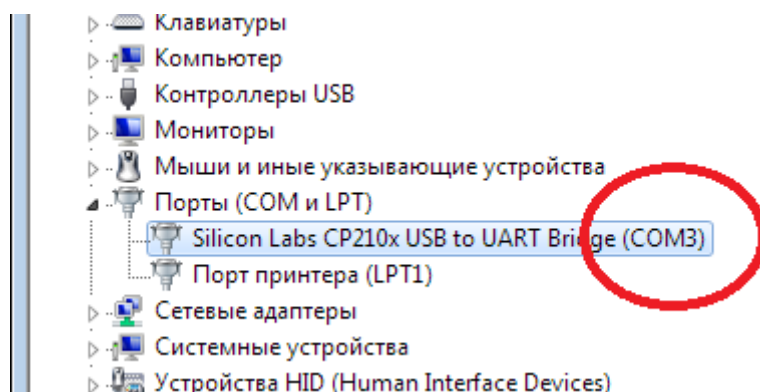 Клавиатуры
Компьютер
Контроллеры USB
Мониторы
Мыши и иные указывающие устройства
Порты (COM и LPT)
Silicon Labs CP210x USB to UART Bridge (COM3)
Порт принтера (LPT1)
Сетевые адаптеры
Системные устройства
Устройства HID (Human Interface Devices)